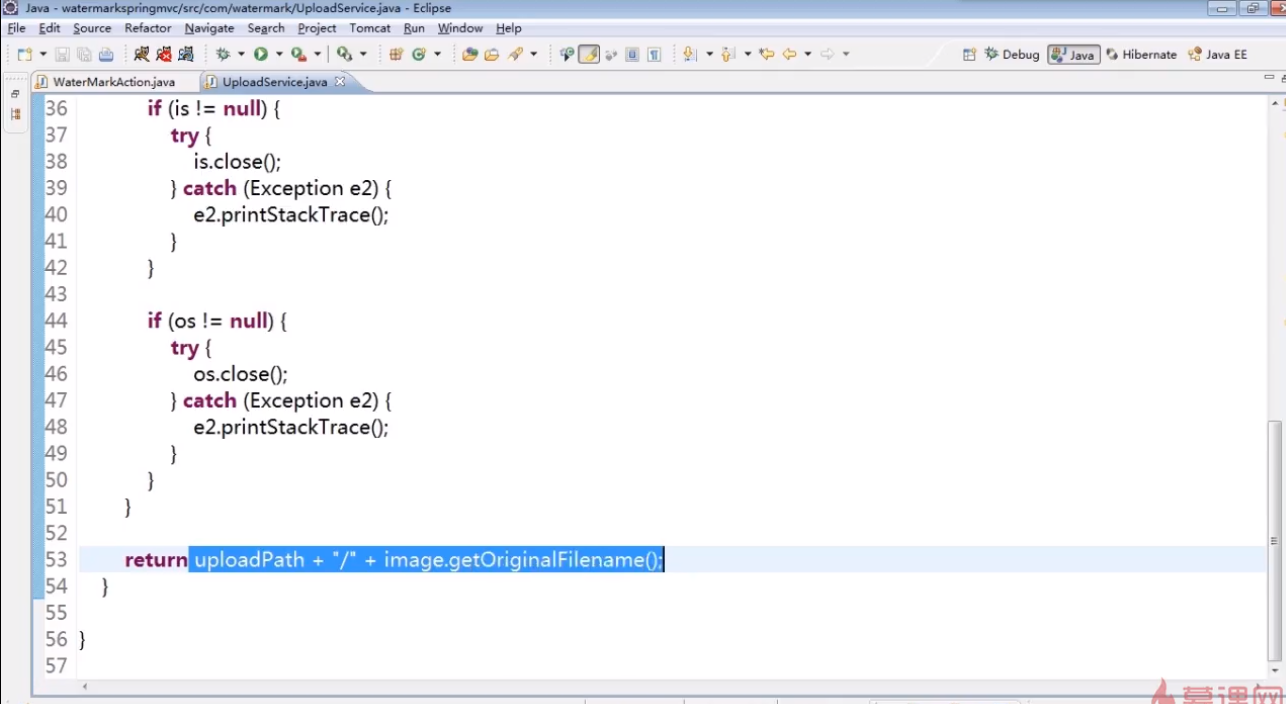 Java - watermarkspringmvc/src/com/watermark/UploadService.java - Eclipse
File Edit Source Refactor Navigate Search Project Tomcat Run Window Help
Debug Java Hibernate Java EE
WaterMarkAction.java UploadService.java
36 if (is != null) {
37 try {
38 is.close();
39 } catch (Exception e2) {
40 e2.printStackTrace();
41 }
42 }
43
44 if (os != null) {
45 try {
46 os.close();
47 } catch (Exception e2) {
48 e2.printStackTrace();
49 }
50 }
51 }
52
53 return uploadPath + "/" + image.getOriginalFilename();
54 }
55
56 }
57
慕课网